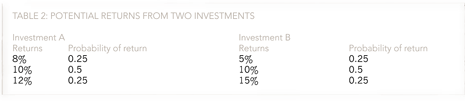 TABLE 2: POTENTIAL RETURNS FROM TWO INVESTMENTS
Investment A Investment B
Returns Probability of return Returns Probability of return
8% 0.25 5% 0.25
10% 0.5 10% 0.5
12% 0.25 15% 0.25